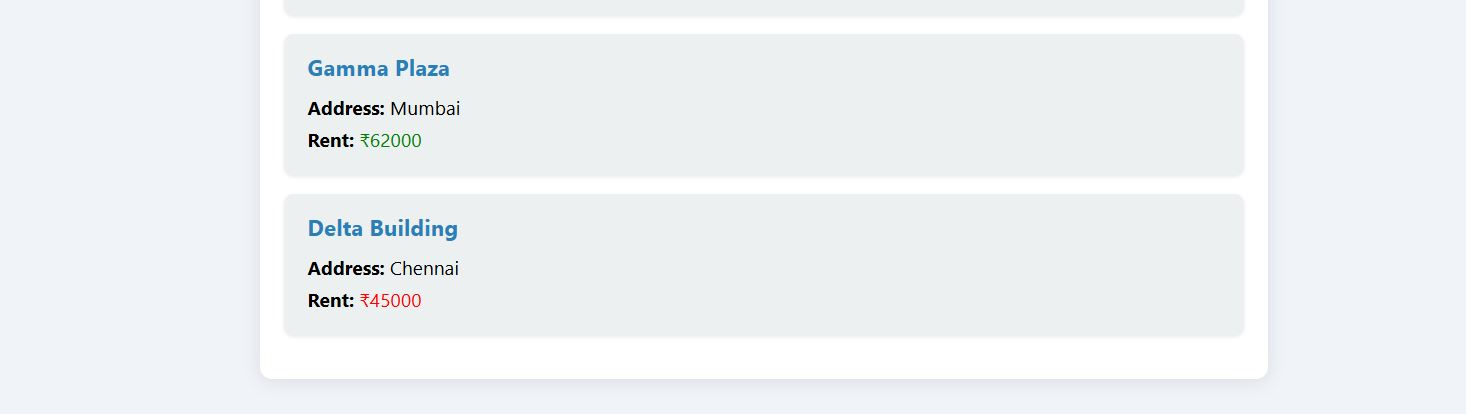 Gamma Plaza
Address: Mumbai
Rent: ₹62000
Delta Building
Address: Chennai
Rent: ₹45000